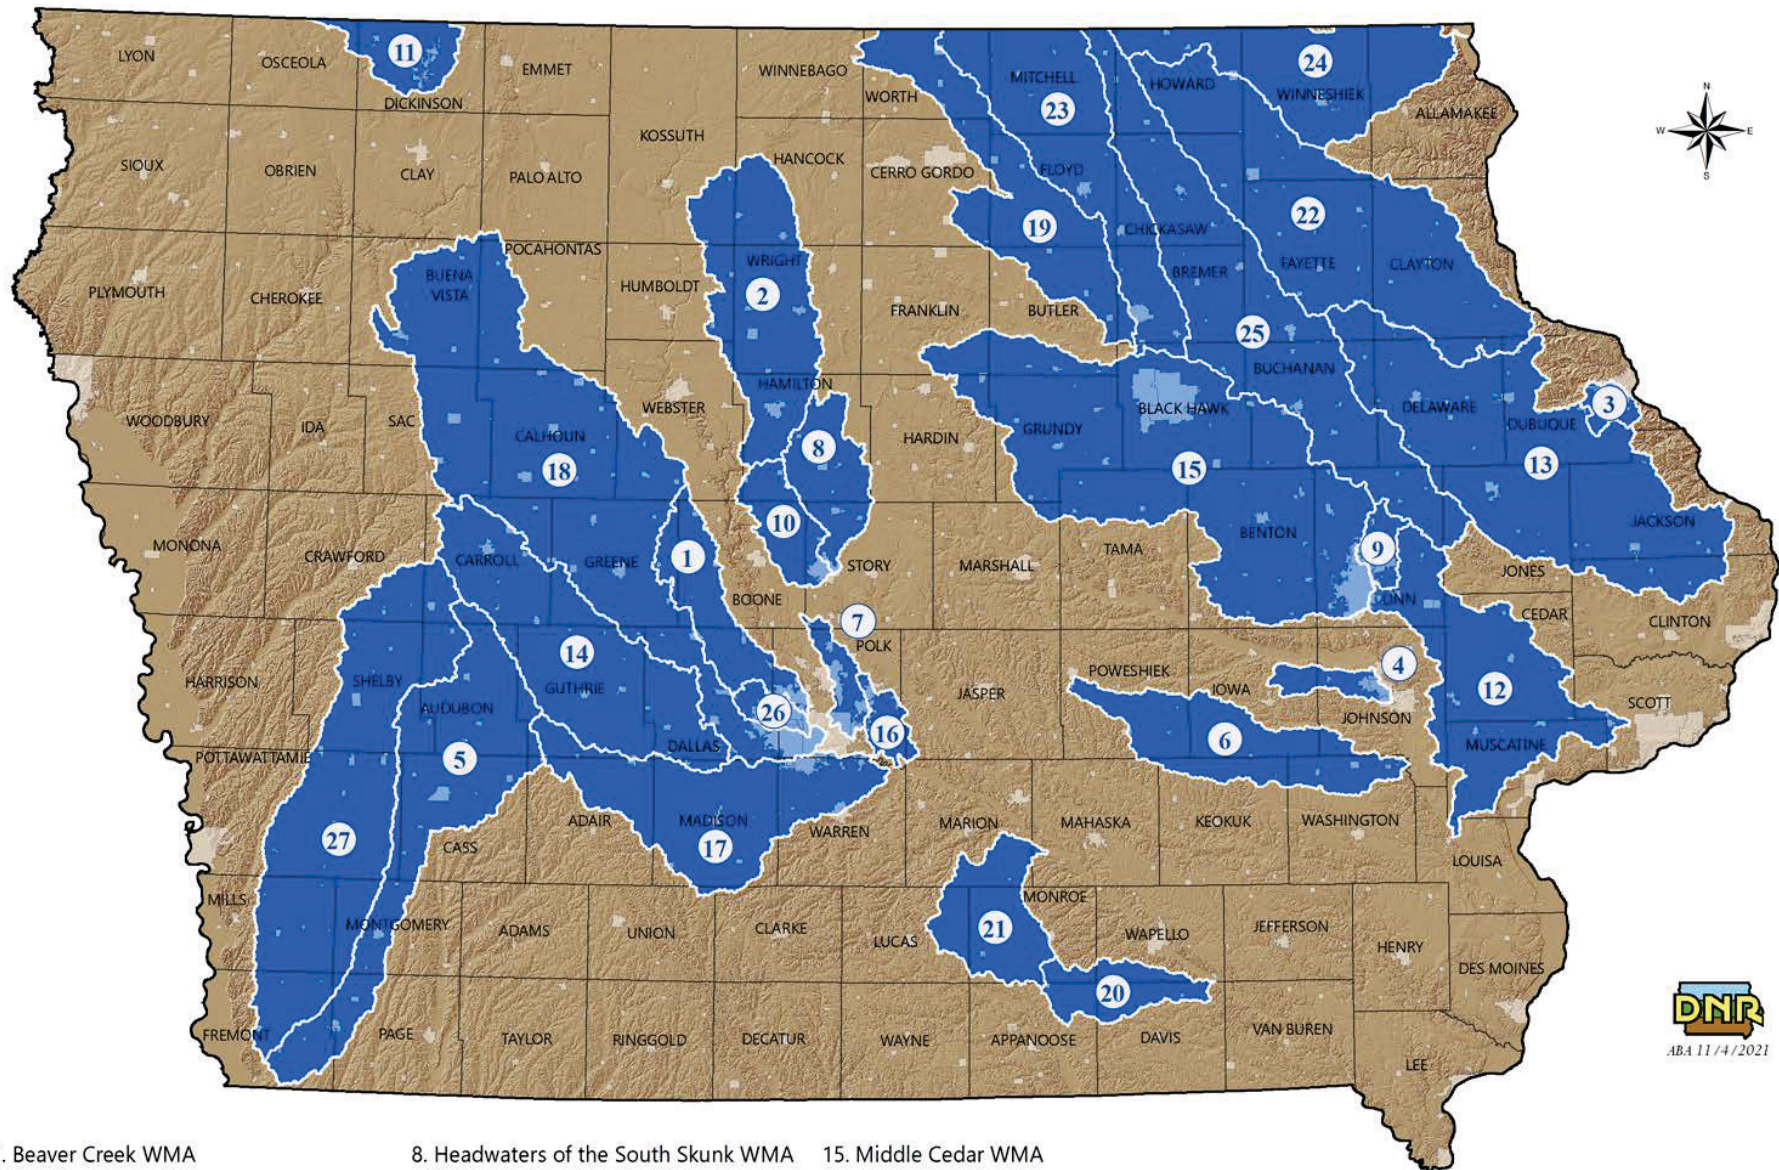 11
24
LYON
OSCEOLA
EMMET
WINNEBAGO
MITCHELL
HOWARD
WINNESHIEK
DICKINSON
WORTH
23
ALLAMAKEE
N
W E
S
KOSSUTH
HANCOCK
SIOUX
OBRIEN
CLAY
PALO ALTO
CERRO GORDO
FLOYD
22
19
CHICKASAW
POCAHONTAS
BUENA
VISTA
WRIGHT
BREMER
FAYETTE
CLAYTON
PLYMOUTH
CHEROKEE
HUMBOLDT
2
FRANKLIN
BUTLER
25
BUCHANAN
HAMILTON
WOODBURY
IDA
SAC
WEBSTER
BLACK HAWK
DELAWARE
3
DUBUQUE
CALHOUN
8
HARDIN
GRUNDY
18
15
13
10
JACKSON
MONONA
CRAWFORD
CARROLL
GREENE
1
STORY
MARSHALL
TAMA
BENTON
9
JONES
BOONE
LINN
CEDAR
CLINTON
7
POLK
14
HARRISON
SHELBY
GUTHRIE
JASPER
POWESHIEK
IOWA
4
12
AUDUBON
26
16
JOHNSON
SCOTT
POTTAWATTAMIE
5
DALLAS
6
MUSCATINE
27
CASS
ADAIR
MADISON
17
WARREN
MARION
MAHASKA
KEOKUK
WASHINGTON
LOUISA
MILLS
MONTGOMERY
ADAMS
UNION
CLARKE
LUCAS
21
MONROE
WAPELLO
JEFFERSON
HENRY
DES MOINES
20
FREMONT
PAGE
TAYLOR
RINGGOLD
DECATUR
WAYNE
APPANOOSE
DAVIS
VAN BUREN
LEE
DNR
ABA 11/4/2021
. Beaver Creek WMA
8. Headwaters of the South Skunk WMA
15. Middle Cedar WMA